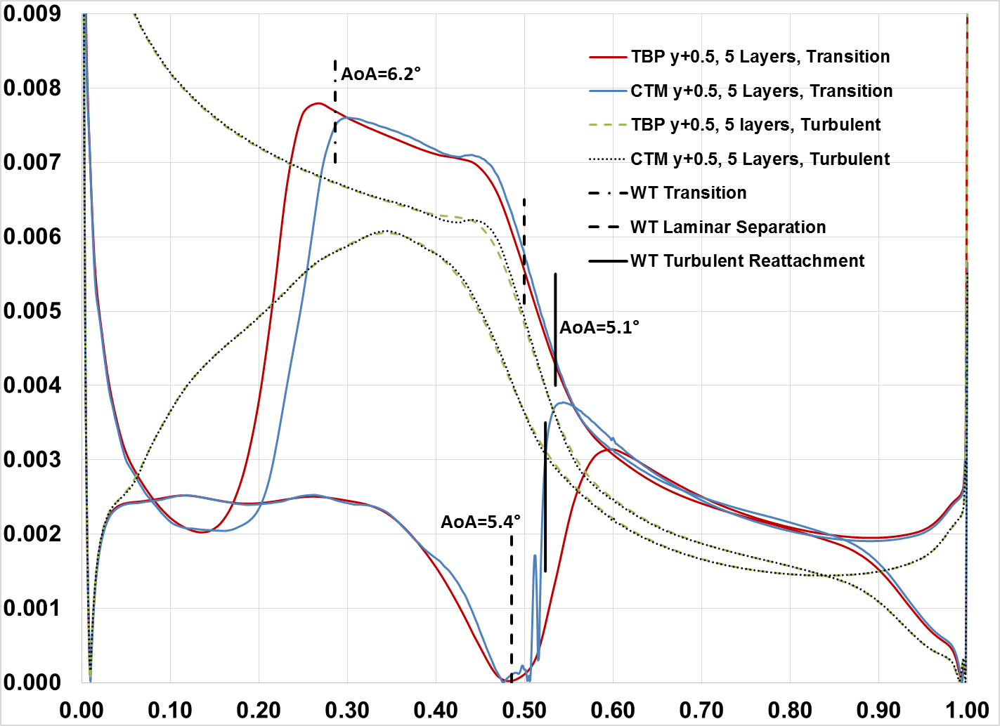 0.009
0.008
0.007
0.006
0.005
0.004
0.003
0.002
0.001
0.000
TBP y+0.5, 5 Layers, Transition
CTM y+0.5, 5 Layers, Transition
TBP y+0.5, 5 layers, Turbulent
CTM y+0.5, 5 Layers, Turbulent
WT Transition
WT Laminar Separation
WT Turbulent Reattachment
AoA=6.2°
AoA=5.1°
AoA=5.4°
0.00 0.10 0.20 0.30 0.40 0.50 0.60 0.70 0.80 0.90 1.00